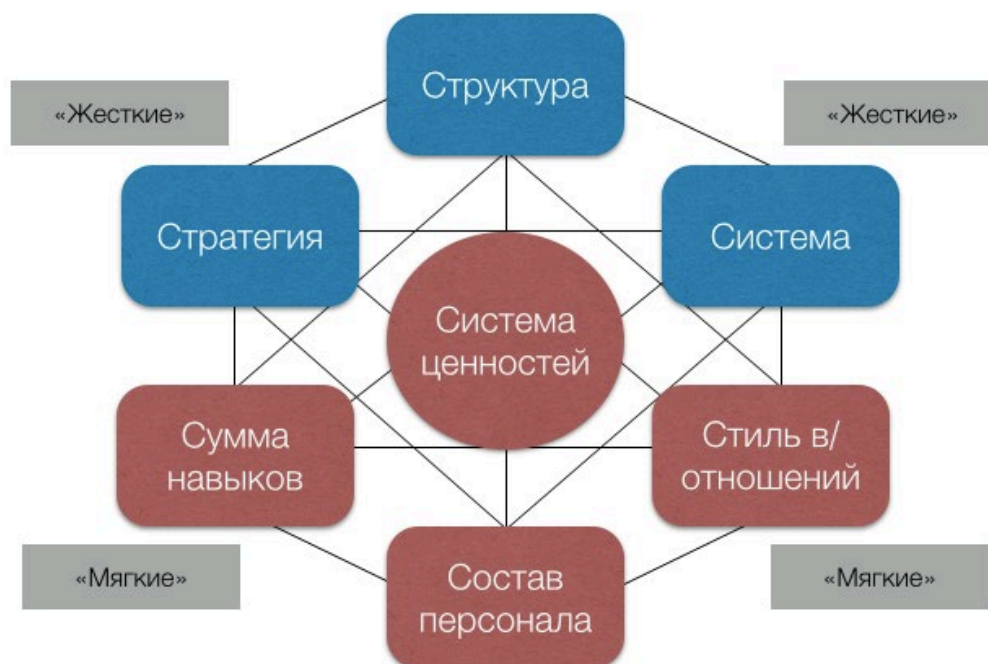 Структура
«Жесткие»
«Жесткие»
Стратегия
Система
Система
ценностей
Сумма
навыков
Стиль в/
отношений
«Мягкие»
«Мягкие»
Состав
персонала